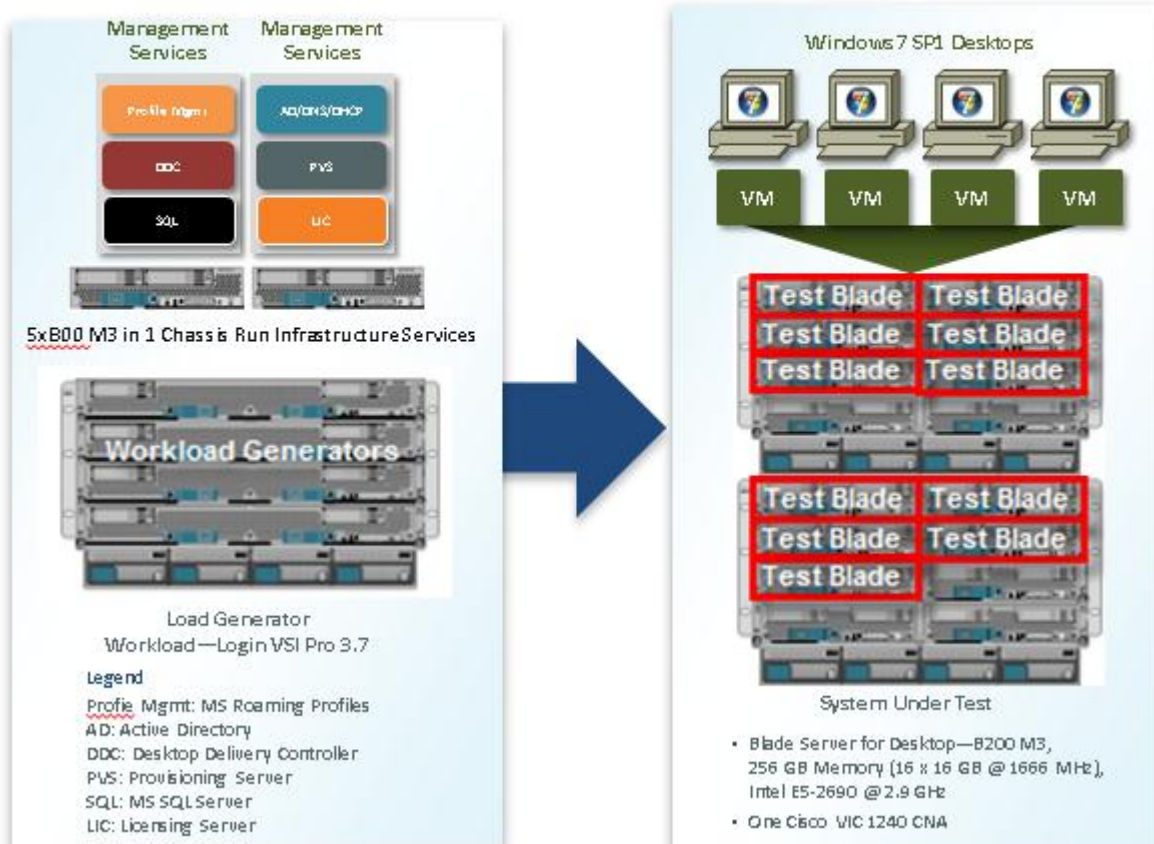 Management Services
Management Services
Profile Mgmt
AD/DNS/DHCP
DDC
PVS
SQL
LIC
5xB00 M3 in 1 Chassis Run Infrastructure Services
Workload Generators
Load Generator
Workload—Login VSI Pro 3.7
Legend
Profie Mgmt: MS Roaming Profiles
AD: Active Directory
DDC: Desktop Delivery Controller
PVS: Provisioning Server
SQL: MS SQL Server
LIC: Licensing Server
Windows 7 SP1 Desktops
VM VM VM VM
Test Blade Test Blade
Test Blade Test Blade
Test Blade Test Blade
Test Blade Test Blade
Test Blade Test Blade
Test Blade
System Under Test
• Blade Server for Desktop—B200 M3,
256 GB Memory (16 x 16 GB @ 1666 MHz),
Intel E5-2690 @ 2.9 GHz
• One Cisco VIC 1240 CNA